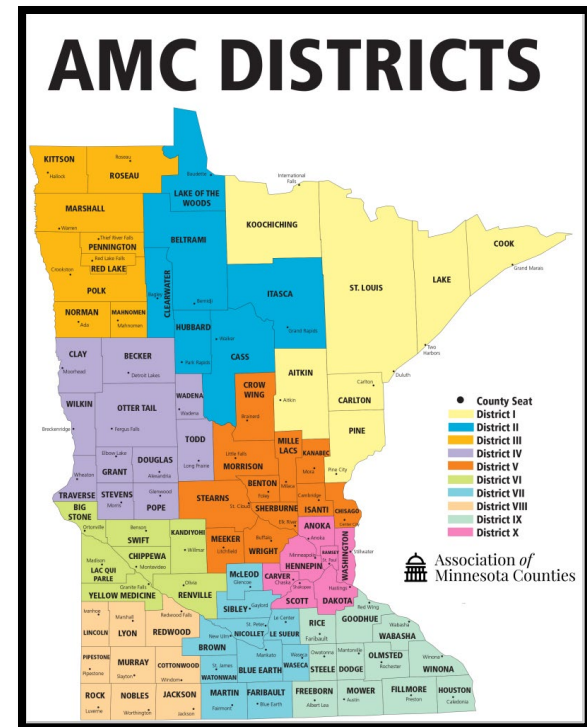 AMC DISTRICTS
KITTSON
Hallock
Roseau
ROSEAU
Baudette
LAKE OF THE
WOODS
International
Falls
KOOCHICHING
MARSHALL
Warren
BELTRAMI
COOK
Grand Marais
Thief River Falls
PENNINGTON
Red Lake Falls
RED LAKE
Crookston
POLK
CLEARWATER
Bagley
Bemidji
ITASCA
Grand Rapids
ST. LOUIS
LAKE
Two
Harbors
NORMAN
Ada
MAHNOMEN
Mahnomen
HUBBARD
Park Rapids
Walker
CASS
CLAY
Moorhead
BECKER
Detroit Lakes
AITKIN
Aitkin
Carlton
CARLTON
Duluth
WILKIN
Breckenridge
OTTER TAIL
Fergus Falls
WADENA
Wadena
CROW
WING
Brainerd
PINE
Pine City
TODD
Long Prairie
Little Falls
MORRISON
MILLE
LACS
Milaca
KANABEC
Mora
Elbow Lake
GRANT
DOUGLAS
Alexandria
Wheaton
TRAVERSE
STEVENS
Morris
Glenwood
POPE
STEARNS
St. Cloud
BENTON
Foley
SHERBURNE
Elk River
Cambridge
ISANTI
CHISAGO
BIG
STONE
Ortonville
Benson
SWIFT
KANDIYOHI
Willmar
MEEKER
Litchfield
Buffalo
WRIGHT
ANOKA
Anoka
Minneapolis
HENNEPIN
RAMSEY
St. Paul
WASHINGTON
Stillwater
Madison
LAC QUI
PARLE
CHIPPEWA
Montevideo
Granite Falls
YELLOW MEDICINE
Olivia
RENVILLE
McLEOD
Glencoe
CARVER
Chaska
Shakopee
SCOTT
Hastings
DAKOTA
SIBLEY
Gaylord
Ivanhoe
LINCOLN
Marshall
LYON
Redwood Falls
REDWOOD
New Ulm
BROWN
St. Peter
NICOLLET
Le Center
LE SUEUR
RICE
Faribault
Red Wing
GOODHUE
Wabasha
WABASHA
PIPESTONE
Pipestone
MURRAY
Slayton
COTTONWOOD
Windom
St. James
WATONWAN
Mankato
BLUE EARTH
Waseca
WASECA
Owatonna
STEELE
Mantorville
DODGE
OLMSTED
Rochester
Winona
WINONA
ROCK
Luverne
NOBLES
Worthington
JACKSON
Jackson
MARTIN
Fairmont
FARIBAULT
Blue Earth
FREEBORN
Albert Lea
MOWER
Austin
FILLMORE
Preston
HOUSTON
Caledonia
County Seat
District I
District II
District III
District IV
District V
District VI
District VII
District VIII
District IX
District X
Association of
Minnesota Counties